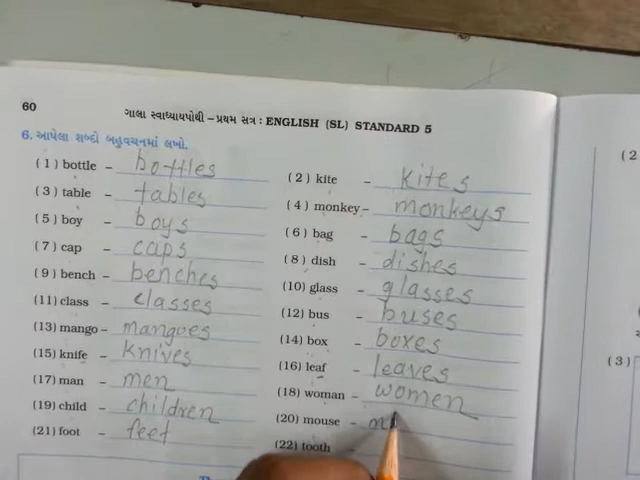 60
ગાલા સ્વાધ્યાયપોથી – પ્રથમ સત્ર : ENGLISH (SL) STANDARD 5
6. આપેલા શબ્દો બહુવચનમાં લખો.
(1) bottle – bottles (2) kite – kites
(3) table – tables (4) monkey – monkeys
(5) boy – boys (6) bag – bags
(7) cap – caps (8) dish – dishes
(9) bench – benches (10) glass – glasses
(11) class – classes (12) bus – buses
(13) mango – mangoes (14) box – boxes
(15) knife – knives (16) leaf – leaves
(17) man – men (18) woman – women
(19) child – children (20) mouse – m
(21) foot – feet (22) tooth –
(2
(3)